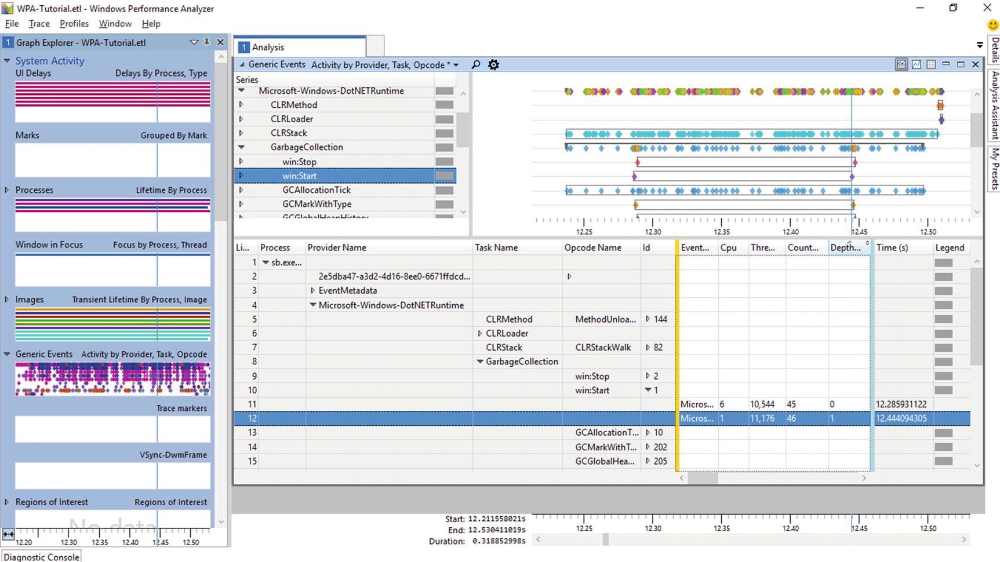 WPA-Tutorial.etl - Windows Performance Analyzer
File Trace Profiles Window Help
1 Graph Explorer - WPA-Tutorial.etl
System Activity
UI Delays Delays By Process, Type
Marks Grouped By Mark
Processes Lifetime By Process
Window in Focus Focus by Process, Thread
Images Transient Lifetime By Process, Image
Generic Events Activity by Provider, Task, Opcode
Trace markers
VSync-DwmFrame
Regions of Interest Regions of Interest
No data
12.20 12.30 12.35 12.40 12.45 12.50
Diagnostic Console
1 Analysis
Generic Events Activity by Provider, Task, Opcode *
Series
Microsoft-Windows-DotNETRuntime
CLRMethod
CLRLoader
CLRStack
GarbageCollection
win:Stop
win:Start
GCAllocationTick
GCMarkWithType
GCGlobalHeapHistory
12.25 12.30 12.35 12.40 12.45 12.50
Li... Process Provider Name Task Name Opcode Name Id Event... Cpu Thre... Count... Depth... 0 Time (s) Legend
1 sb.exe...
2 2e5dba47-a3d2-4d16-8ee0-6671ffdcd...
3 EventMetadata
4 Microsoft-Windows-DotNETRuntime
5 CLRMethod MethodUnloa... 144
6 CLRLoader
7 CLRStack CLRStackWalk 82
8 GarbageCollection
9 win:Stop 2
10 win:Start 1
11 Micros... 6 10,544 45 0 12.285931122
12 Micros... 1 11,176 46 1 12.444094305
13 GCAllocationT... 10
14 GCMarkWithT... 202
15 GCGlobalHea... 205
Start: 12.211558021s
End: 12.530411019s
Duration: 0.318852998s
12.25 12.30 12.35 12.40 12.45 12.50
Details
Analysis Assistant
My Presets